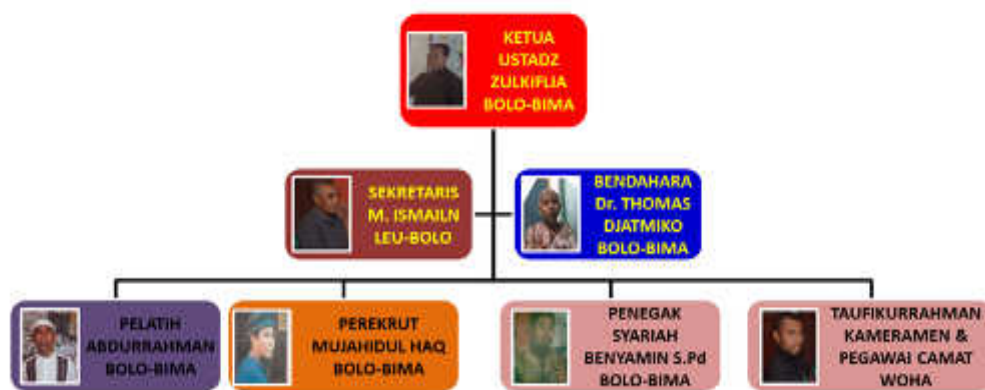 KETUA
USTADZ
ZULKIFLIA
BOLO-BIMA
SEKRETARIS
M. ISMAILN
LEU-BOLO
BENDAHARA
Dr. THOMAS
DJATMIKO
BOLO-BIMA
PELATIH
ABDURRAHMAN
BOLO-BIMA
PEREKRUT
MUJAHIDUL HAQ
BOLO-BIMA
PENEGAK
SYARIAH
BENYAMIN S.Pd
BOLO-BIMA
TAUFIKURRAHMAN
KAMERAMEN &
PEGAWAI CAMAT
WOHA